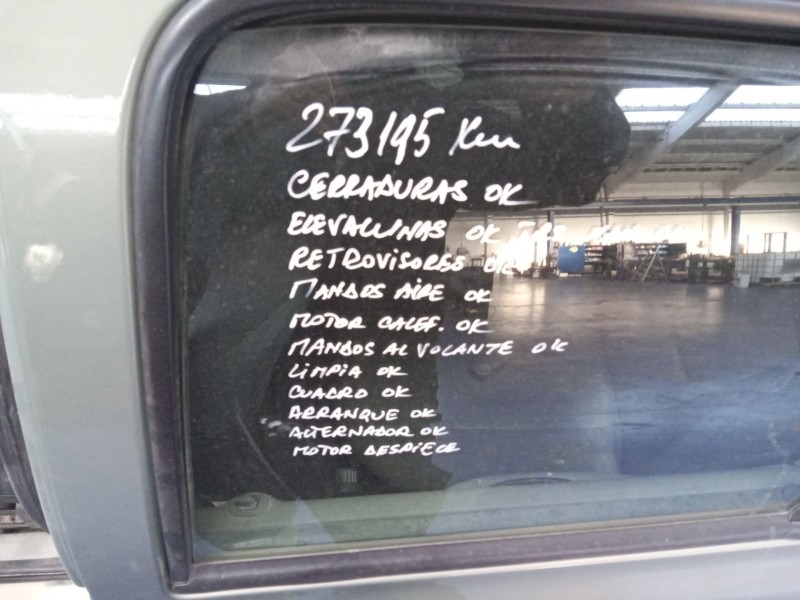 273195 Km
CERRADURAS OK
ELEVALUNAS OK
RETROVISORES OK
MANDOS AIRE OK
MOTOR CALEF. OK
MANDOS AL VOLANTE OK
LIMPIA OK
CUADRO OK
ARRANQUE OK
ALTERNADOR OK
MOTOR DESPIECE